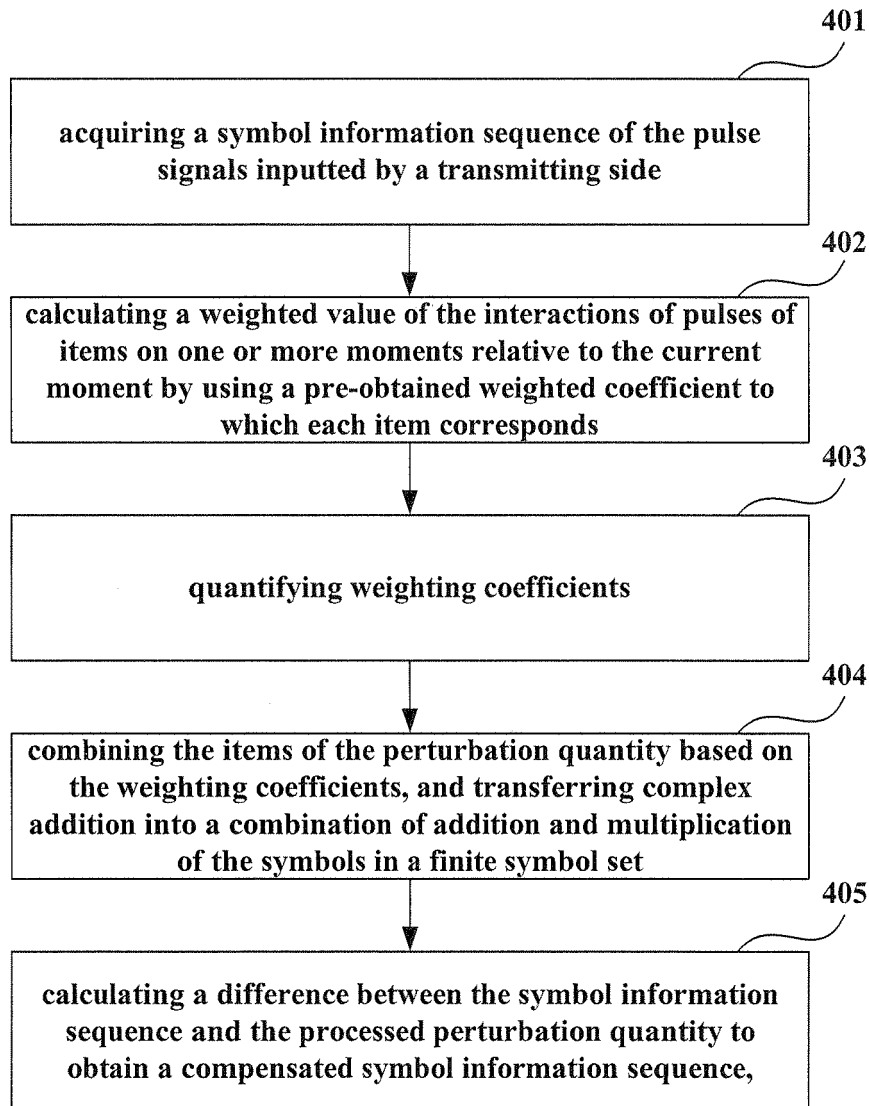 401
acquiring a symbol information sequence of the pulse
signals inputted by a transmitting side
402
calculating a weighted value of the interactions of pulses of
items on one or more moments relative to the current
moment by using a pre-obtained weighted coefficient to
which each item corresponds
403
quantifying weighting coefficients
404
combining the items of the perturbation quantity based on
the weighting coefficients, and transferring complex
addition into a combination of addition and multiplication
of the symbols in a finite symbol set
405
calculating a difference between the symbol information
sequence and the processed perturbation quantity to
obtain a compensated symbol information sequence,